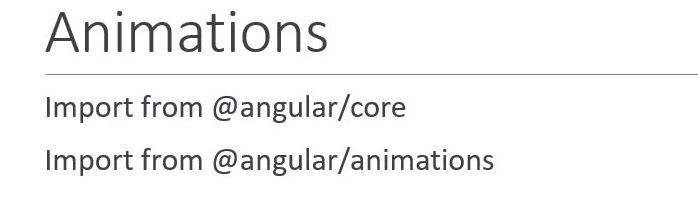 Animations
Import from @angular/core
Import from @angular/animations